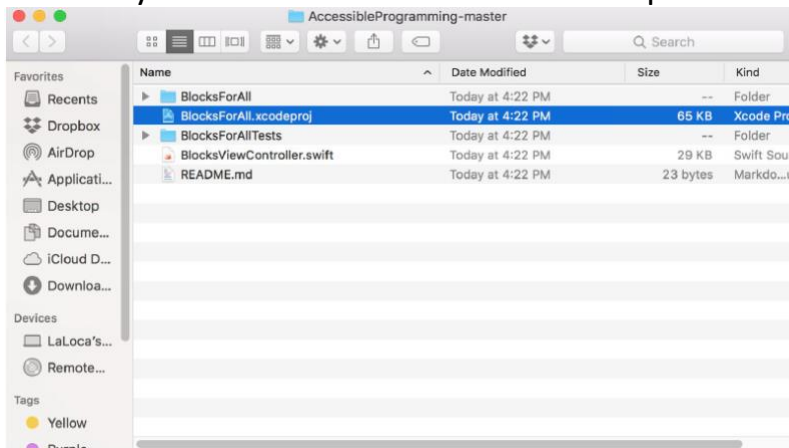 AccessibleProgramming-master
Search
Favorites
Name Date Modified Size Kind
Recents
BlocksForAll Today at 4:22 PM -- Folder
Dropbox
BlocksForAll.xcodeproj Today at 4:22 PM 65 KB Xcode Pro
BlocksForAllTests Today at 4:22 PM -- Folder
AirDrop
BlocksViewController.swift Today at 4:22 PM 29 KB Swift Sou
Applicati...
README.md Today at 4:22 PM 23 bytes Markdo...
Desktop
Docume...
iCloud D...
Downloa...
Devices
LaLoca's...
Remote...
Tags
Yellow